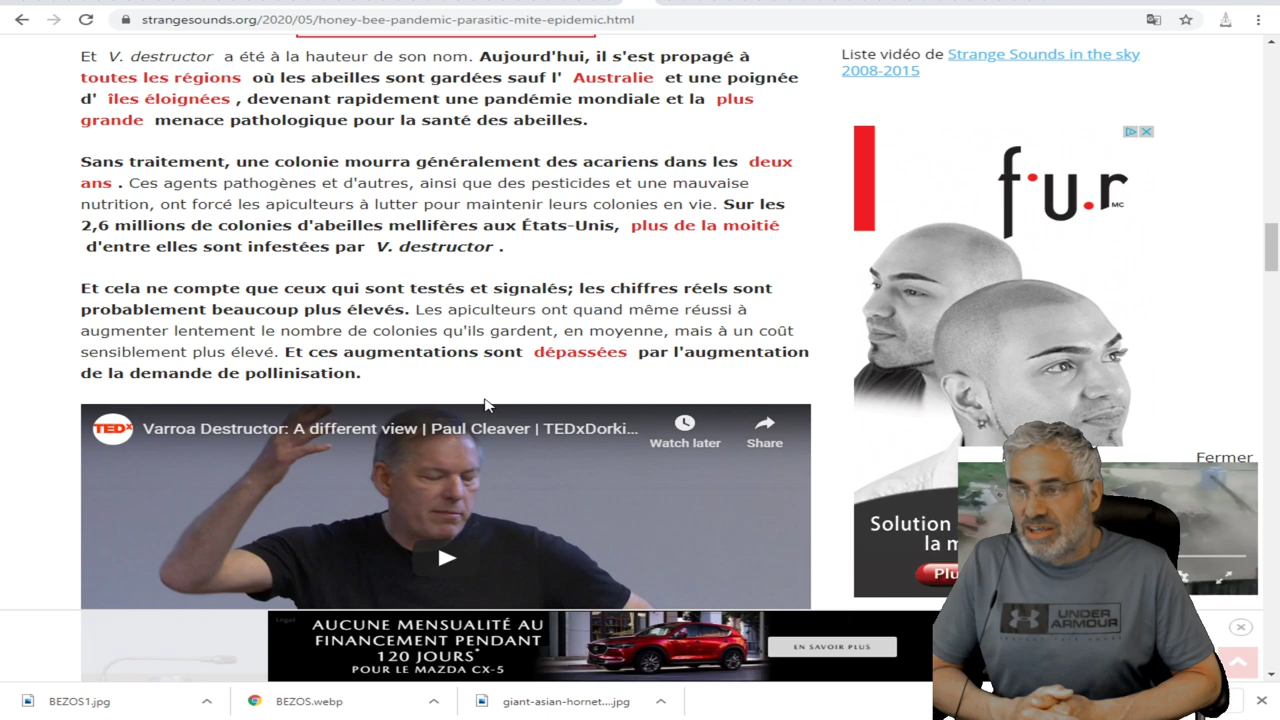 strangesounds.org/2020/05/honey-bee-pandemic-parasitic-mite-epidemic.html
Et V. destructor a été à la hauteur de son nom. Aujourd'hui, il s'est propagé à
toutes les régions où les abeilles sont gardées sauf l' Australie et une poignée
d' îles éloignées , devenant rapidement une pandémie mondiale et la plus
grande menace pathologique pour la santé des abeilles.
Sans traitement, une colonie mourra généralement des acariens dans les deux
ans . Ces agents pathogènes et d'autres, ainsi que des pesticides et une mauvaise
nutrition, ont forcé les apiculteurs à lutter pour maintenir leurs colonies en vie. Sur les
2,6 millions de colonies d'abeilles mellifères aux États-Unis, plus de la moitié
d'entre elles sont infestées par V. destructor .
Et cela ne compte que ceux qui sont testés et signalés; les chiffres réels sont
probablement beaucoup plus élevés. Les apiculteurs ont quand même réussi à
augmenter lentement le nombre de colonies qu'ils gardent, en moyenne, mais à un coût
sensiblement plus élevé. Et ces augmentations sont dépassées par l'augmentation
de la demande de pollinisation.
TEDx
Varroa Destructor: A different view | Paul Cleaver | TEDxDorki...
Watch later
Share
Liste vidéo de Strange Sounds in the sky
2008-2015
f·u.r MC
Solution
la m
Plu
Fermer
UNDER
ARMOUR
Legal
AUCUNE MENSUALITÉ AU
FINANCEMENT PENDANT
120 JOURS*
POUR LE MAZDA CX-5
EN SAVOIR PLUS
BEZOS1.jpg
BEZOS.webp
giant-asian-hornet....jpg